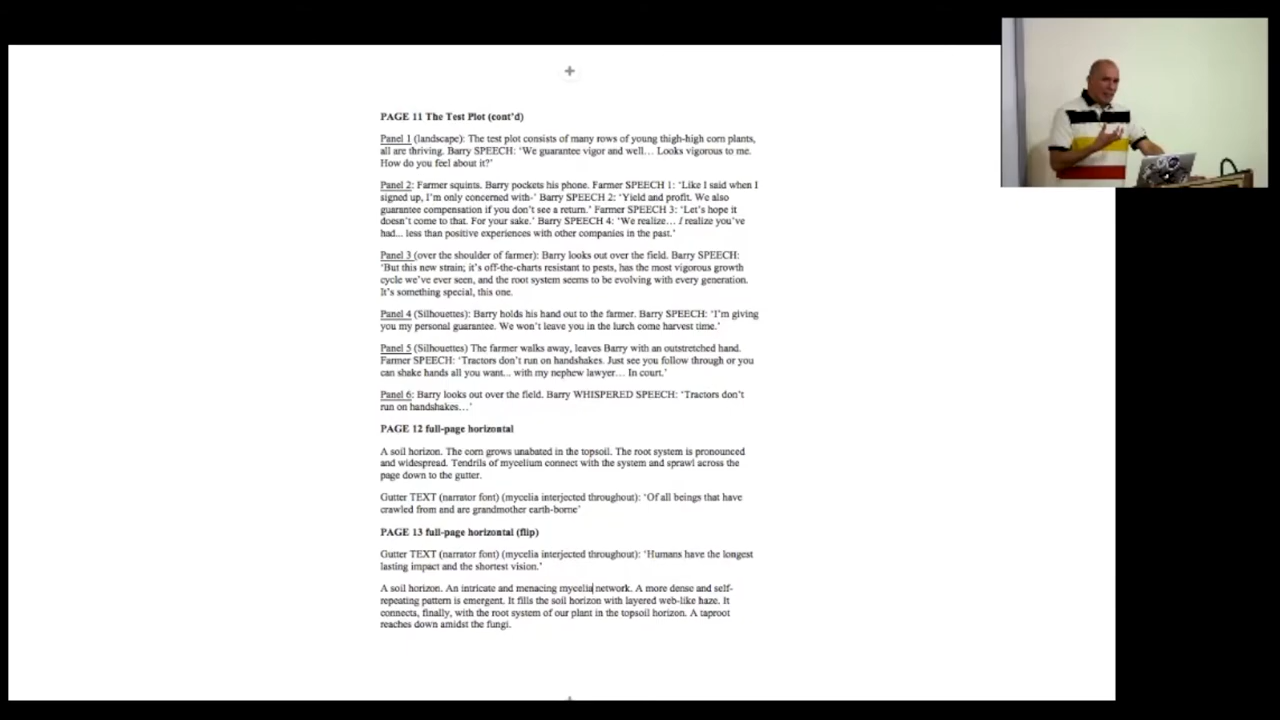 PAGE 11 The Test Plot (cont'd)
Panel 1 (landscape): The test plot consists of many rows of young thigh-high corn plants,
all are thriving. Barry SPEECH: 'We guarantee vigor and well… Looks vigorous to me.
How do you feel about it?'
Panel 2: Farmer squints. Barry pockets his phone. Farmer SPEECH 1: 'Like I said when I
signed up, I'm only concerned with-' Barry SPEECH 2: 'Yield and profit. We also
guarantee compensation if you don't see a return.' Farmer SPEECH 3: 'Let's hope it
doesn't come to that. For your sake.' Barry SPEECH 4: 'We realize… I realize you've
had... less than positive experiences with other companies in the past.'
Panel 3 (over the shoulder of farmer): Barry looks out over the field. Barry SPEECH:
'But this new strain; it's off-the-charts resistant to pests, has the most vigorous growth
cycle we've ever seen, and the root system seems to be evolving with every generation.
It's something special, this one.
Panel 4 (Silhouettes): Barry holds his hand out to the farmer. Barry SPEECH: 'I'm giving
you my personal guarantee. We won't leave you in the lurch come harvest time.'
Panel 5 (Silhouettes) The farmer walks away, leaves Barry with an outstretched hand.
Farmer SPEECH: 'Tractors don't run on handshakes. Just see you follow through or you
can shake hands all you want... with my nephew lawyer… In court.'
Panel 6: Barry looks out over the field. Barry WHISPERED SPEECH: 'Tractors don't
run on handshakes…'
PAGE 12 full-page horizontal
A soil horizon. The corn grows unabated in the topsoil. The root system is pronounced
and widespread. Tendrils of mycelium connect with the system and sprawl across the
page down to the gutter.
Gutter TEXT (narrator font) (mycelia interjected throughout): 'Of all beings that have
crawled from and are grandmother earth-borne'
PAGE 13 full-page horizontal (flip)
Gutter TEXT (narrator font) (mycelia interjected throughout): 'Humans have the longest
lasting impact and the shortest vision.'
A soil horizon. An intricate and menacing mycelia network. A more dense and self-
repeating pattern is emergent. It fills the soil horizon with layered web-like haze. It
connects, finally, with the root system of our plant in the topsoil horizon. A taproot
reaches down amidst the fungi.